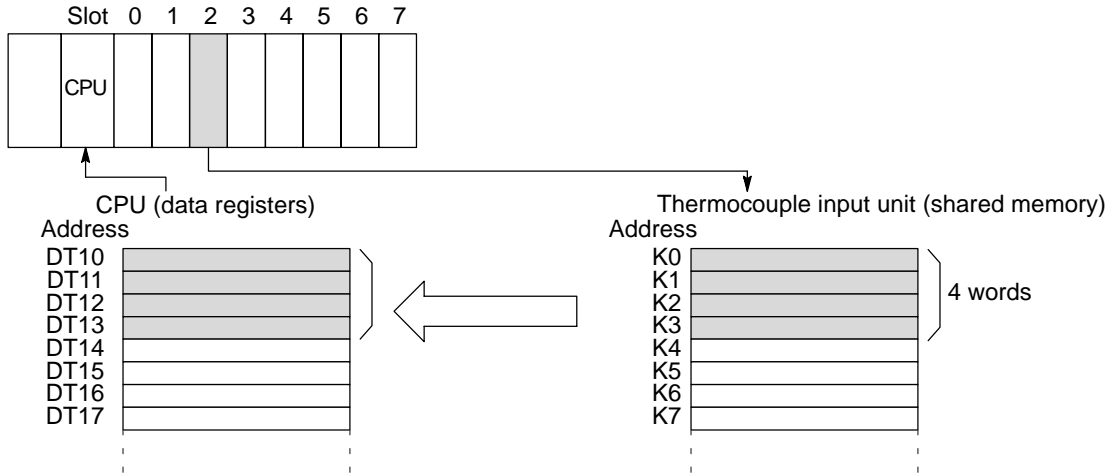 Slot 0 1 2 3 4 5 6 7
CPU
CPU (data registers)
Address
DT10
DT11
DT12
DT13
DT14
DT15
DT16
DT17
Thermocouple input unit (shared memory)
Address
K0
K1
K2
K3
K4
K5
K6
K7
4 words